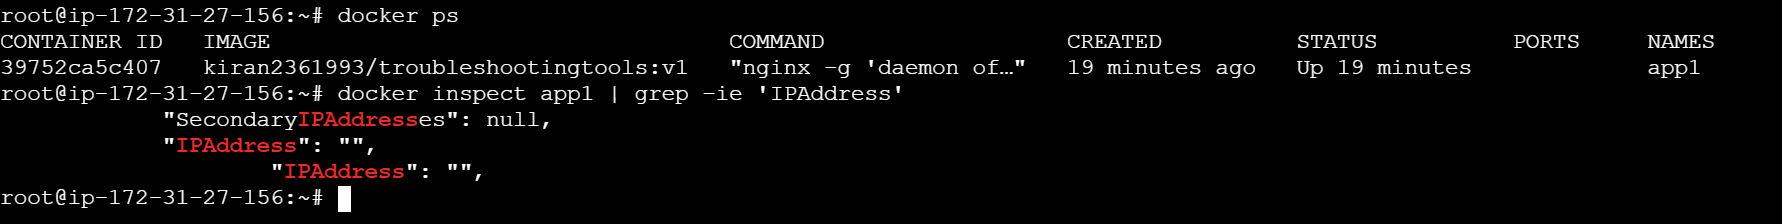 root@ip-172-31-27-156:~# docker ps
CONTAINER ID   IMAGE                                  COMMAND                  CREATED          STATUS          PORTS     NAMES
39752ca5c407   kiran2361993/troubleshootingtools:v1   "nginx -g 'daemon of…"   19 minutes ago   Up 19 minutes             app1
root@ip-172-31-27-156:~# docker inspect app1 | grep -ie 'IPAddress'
            "SecondaryIPAddresses": null,
            "IPAddress": "",
                    "IPAddress": "",
root@ip-172-31-27-156:~#